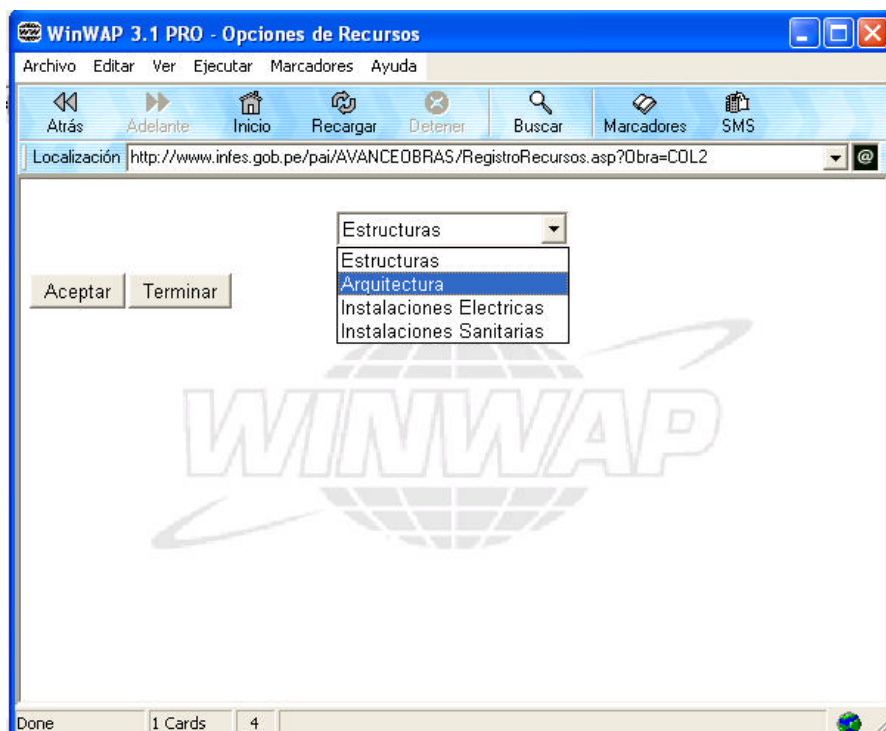 WinWAP 3.1 PRO - Opciones de Recursos
Archivo Editar Ver Ejecutar Marcadores Ayuda
Atrás Adelante Inicio Recargar Detener Buscar Marcadores SMS
Localización http://www.infes.gob.pe/pai/AVANCEOBRAS/RegistroRecursos.asp?Obra=COL2 @
Estructuras
Estructuras
Arquitectura
Instalaciones Electricas
Instalaciones Sanitarias
Aceptar Terminar
WINWAP
Done 1 Cards 4